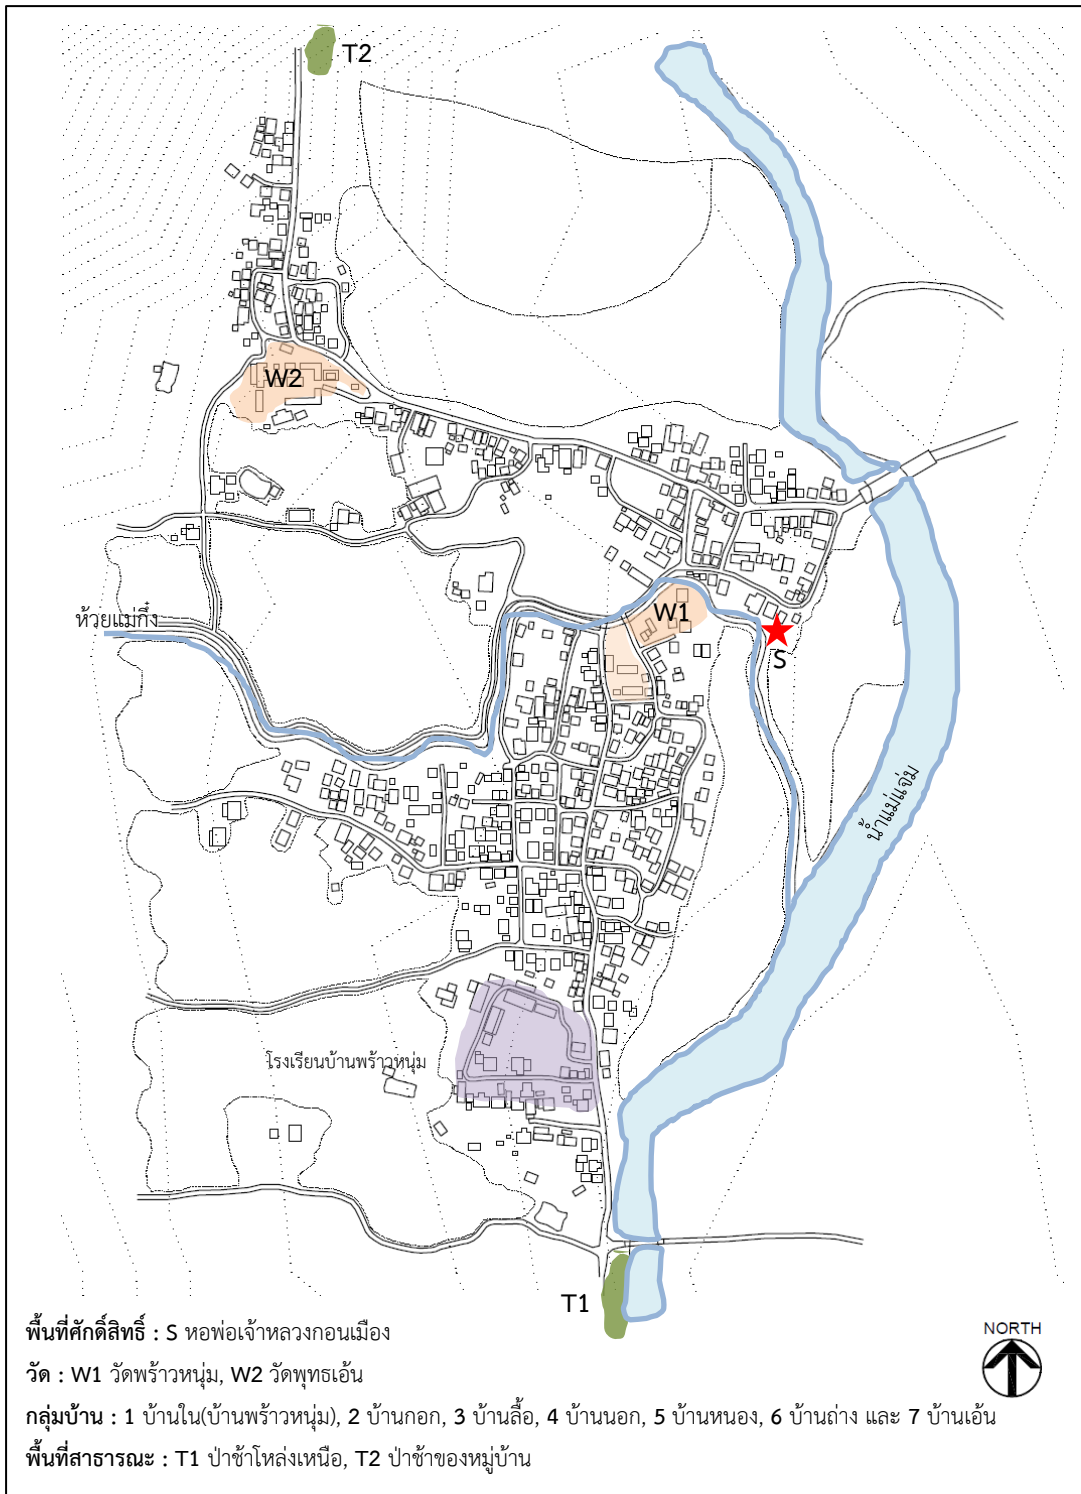 T2
W2
ห้วยแม่กึ๋ง
W1
S
น้ำแม่แจ่ม
โรงเรียนบ้านพร้าวหนุ่ม
T1
NORTH
พื้นที่ศักดิ์สิทธิ์ : S หอพ่อเจ้าหลวงกอนเมือง
วัด : W1 วัดพร้าวหนุ่ม, W2 วัดพุทธเอ้น
กลุ่มบ้าน : 1 บ้านใน(บ้านพร้าวหนุ่ม), 2 บ้านกอก, 3 บ้านลื้อ, 4 บ้านนอก, 5 บ้านหนอง, 6 บ้านถ่าง และ 7 บ้านเอ้น
พื้นที่สาธารณะ : T1 ป่าช้าโหล่งเหนือ, T2 ป่าช้าของหมู่บ้าน